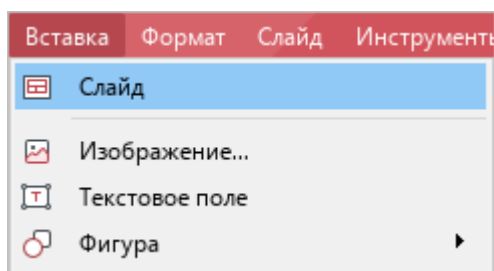 Вставка Формат Слайд Инструменты
Слайд
Изображение...
Текстовое поле
Фигура